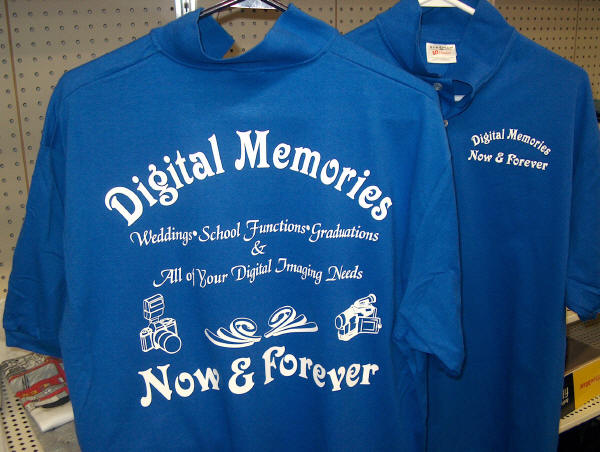 Digital Memories
Weddings•School Functions•Graduations
&
All of Your Digital Imaging Needs
Now & Forever
Digital Memories
Now & Forever